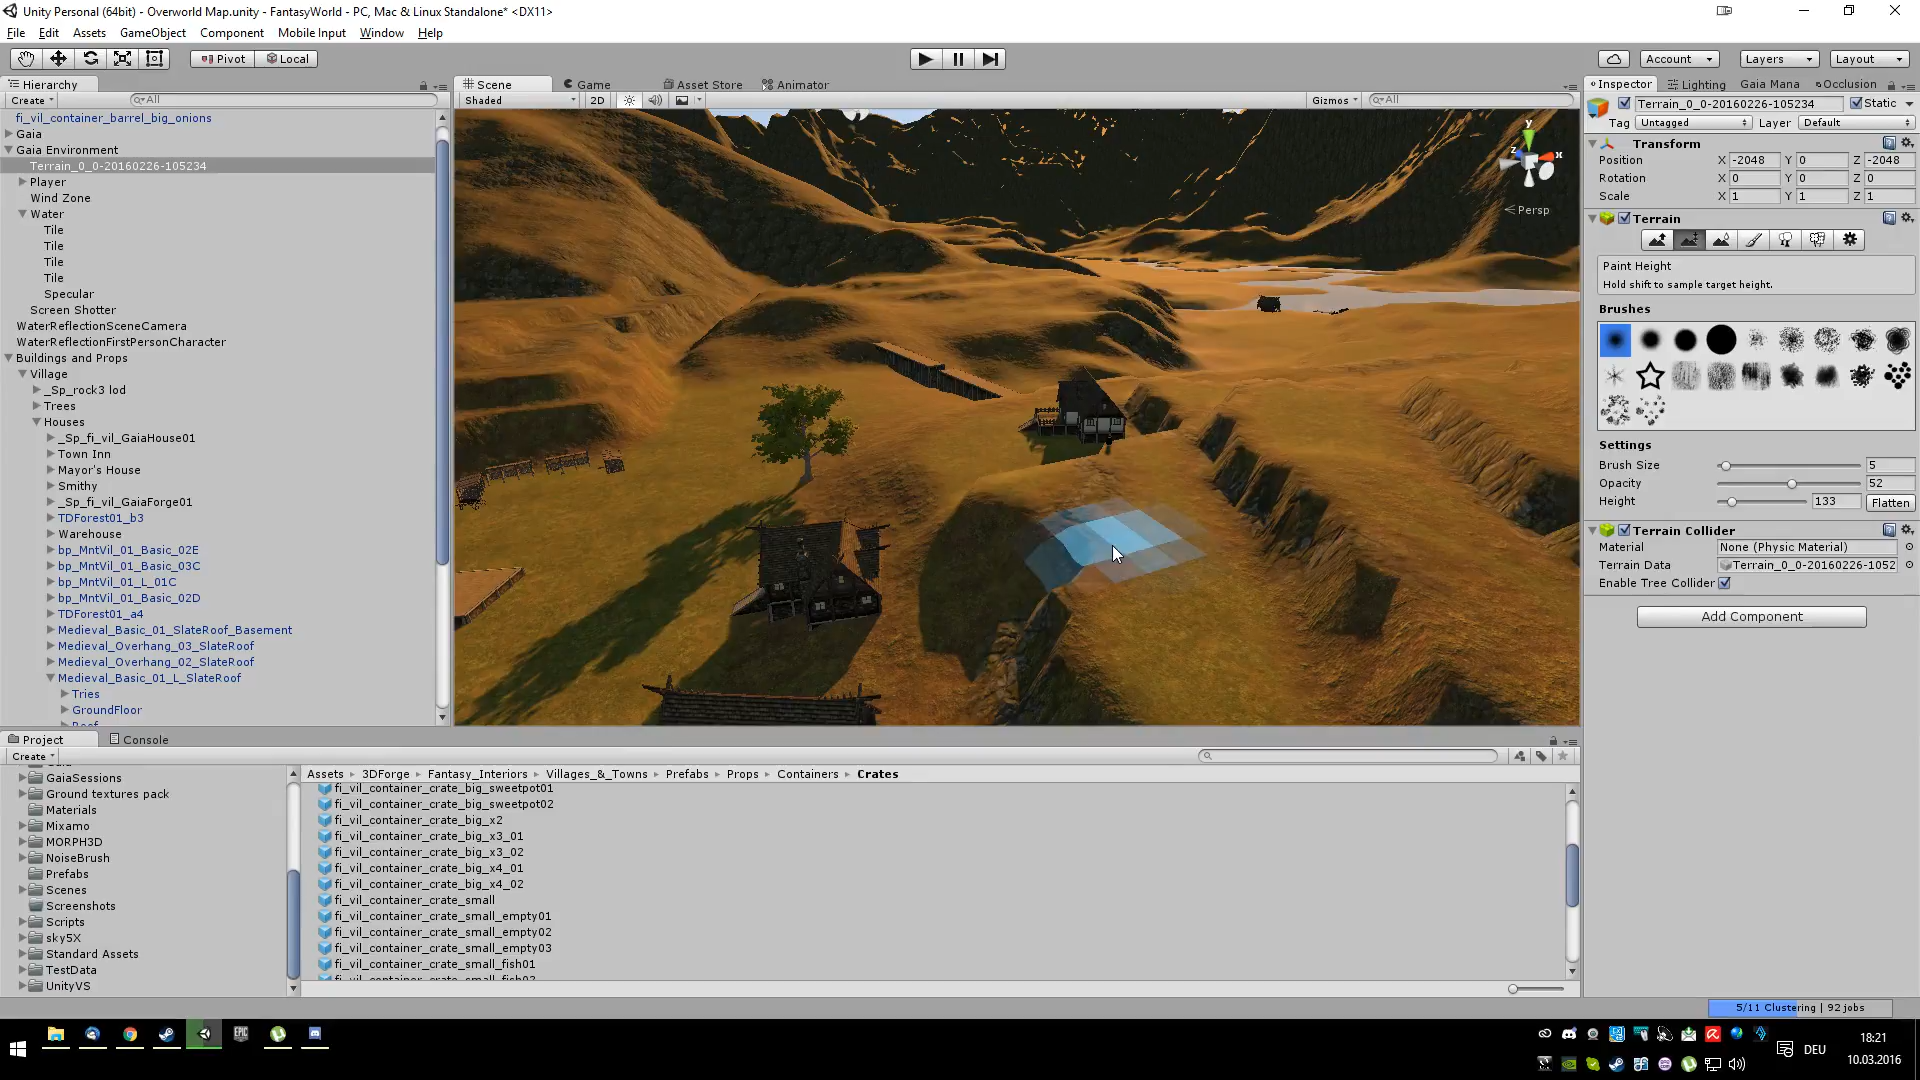 Unity Personal (64bit) - Overworld Map.unity - FantasyWorld - PC, Mac & Linux Standalone* <DX11>
File Edit Assets GameObject Component Mobile Input Window Help
Pivot Local Account Layers Layout
Hierarchy
Create All
fi_vil_container_barrel_big_onions
Gaia
Gaia Environment
Terrain_0_0-20160226-105234
Player
Wind Zone
Water
Tile
Tile
Tile
Tile
Specular
Screen Shotter
WaterReflectionSceneCamera
WaterReflectionFirstPersonCharacter
Buildings and Props
Village
_Sp_rock3 lod
Trees
Houses
_Sp_fi_vil_GaiaHouse01
Town Inn
Mayor's House
Smithy
_Sp_fi_vil_GaiaForge01
TDForest01_b3
Warehouse
bp_MntVil_01_Basic_02E
bp_MntVil_01_Basic_03C
bp_MntVil_01_L_01C
bp_MntVil_01_Basic_02D
TDForest01_a4
Medieval_Basic_01_SlateRoof_Basement
Medieval_Overhang_03_SlateRoof
Medieval_Overhang_02_SlateRoof
Medieval_Basic_01_L_SlateRoof
Tries
GroundFloor
Roof
Scene Game Asset Store Animator
Shaded 2D Gizmos All
y
z x
Persp
Inspector Lighting Gaia Mana Occlusion
Terrain_0_0-20160226-105234 Static
Tag Untagged Layer Default
Transform
Position X -2048 Y 0 Z -2048
Rotation X 0 Y 0 Z 0
Scale X 1 Y 1 Z 1
Terrain
Paint Height
Hold shift to sample target height.
Brushes
Settings
Brush Size 5
Opacity 52
Height 133 Flatten
Terrain Collider
Material None (Physic Material)
Terrain Data Terrain_0_0-20160226-1052
Enable Tree Collider
Add Component
Project Console
Create
GaiaSessions
Ground textures pack
Materials
Mixamo
MORPH3D
NoiseBrush
Prefabs
Scenes
Screenshots
Scripts
sky5X
Standard Assets
TestData
UnityVS
Assets 3DForge Fantasy_Interiors Villages_&_Towns Prefabs Props Containers Crates
fi_vil_container_crate_big_sweetpot01
fi_vil_container_crate_big_sweetpot02
fi_vil_container_crate_big_x2
fi_vil_container_crate_big_x3_01
fi_vil_container_crate_big_x3_02
fi_vil_container_crate_big_x4_01
fi_vil_container_crate_big_x4_02
fi_vil_container_crate_small
fi_vil_container_crate_small_empty01
fi_vil_container_crate_small_empty02
fi_vil_container_crate_small_empty03
fi_vil_container_crate_small_fish01
5/11 Clustering | 92 jobs
EPIC
DEU
18:21
10.03.2016